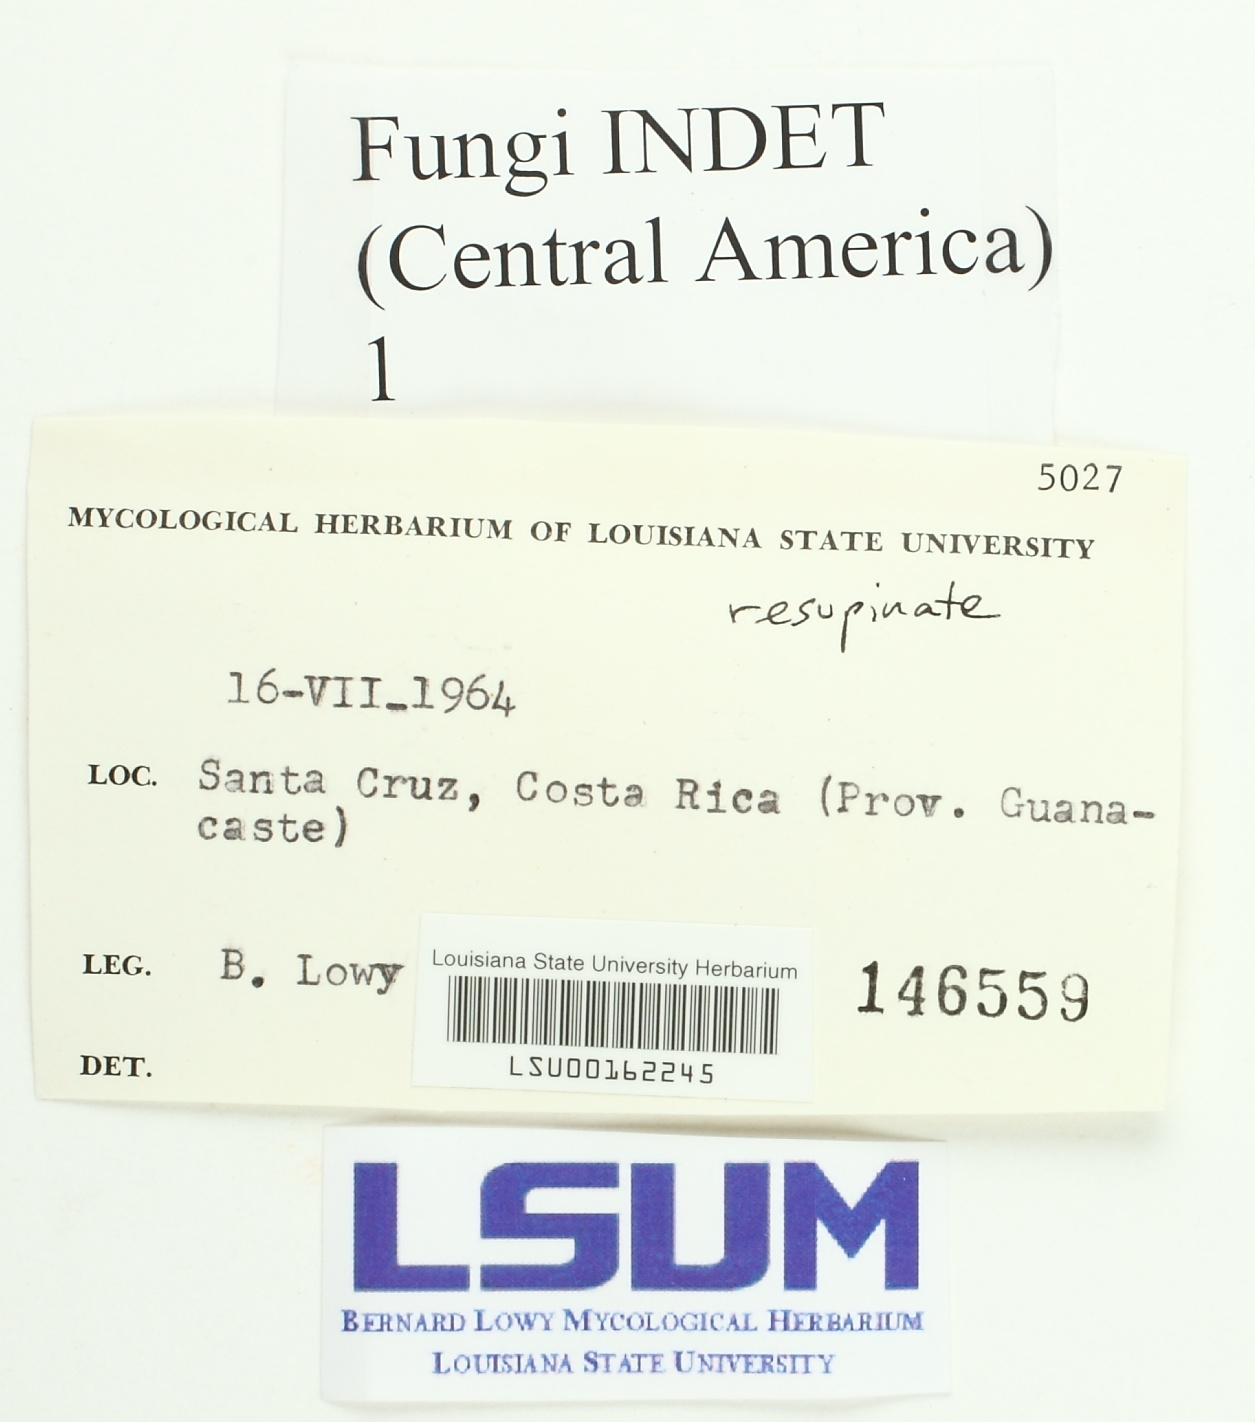 Fungi INDET
(Central America)
1
5027
MYCOLOGICAL HERBARIUM OF LOUISIANA STATE UNIVERSITY
resupinate
16-VII-1964
LOC. Santa Cruz, Costa Rica (Prov. Guana-
caste)
LEG. B. Lowy
Louisiana State University Herbarium
LSU00162245
146559
DET.
LSUM
BERNARD LOWY MYCOLOGICAL HERBARIUM
LOUISIANA STATE UNIVERSITY